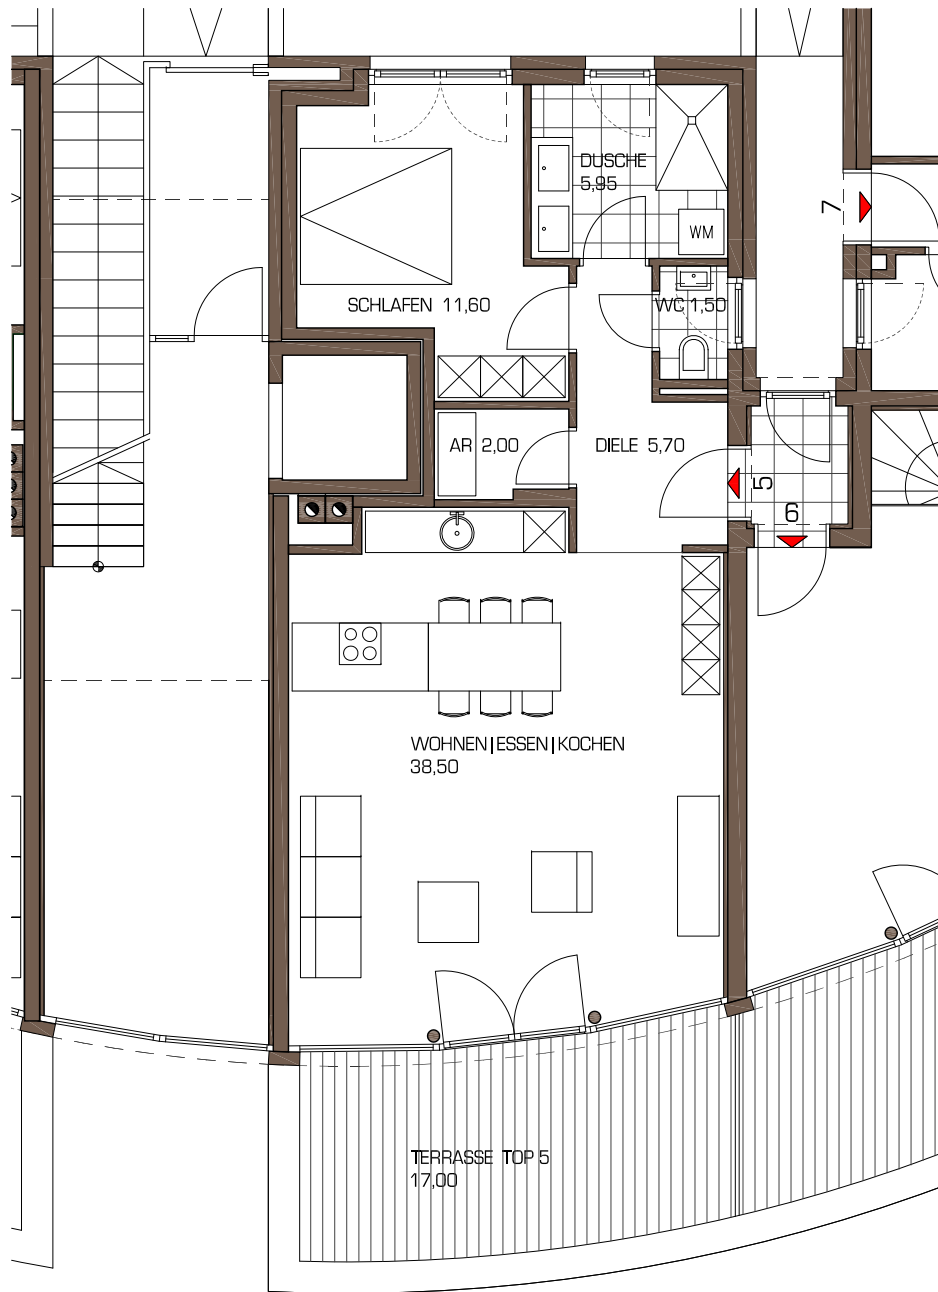 DUSCHE
5,95
7
WM
SCHLAFEN 11,60
WC 1,50
AR 2,00
DIELE 5,70
5
6
WOHNEN|ESSEN|KOCHEN
38,50
TERRASSE TOP 5
17,00